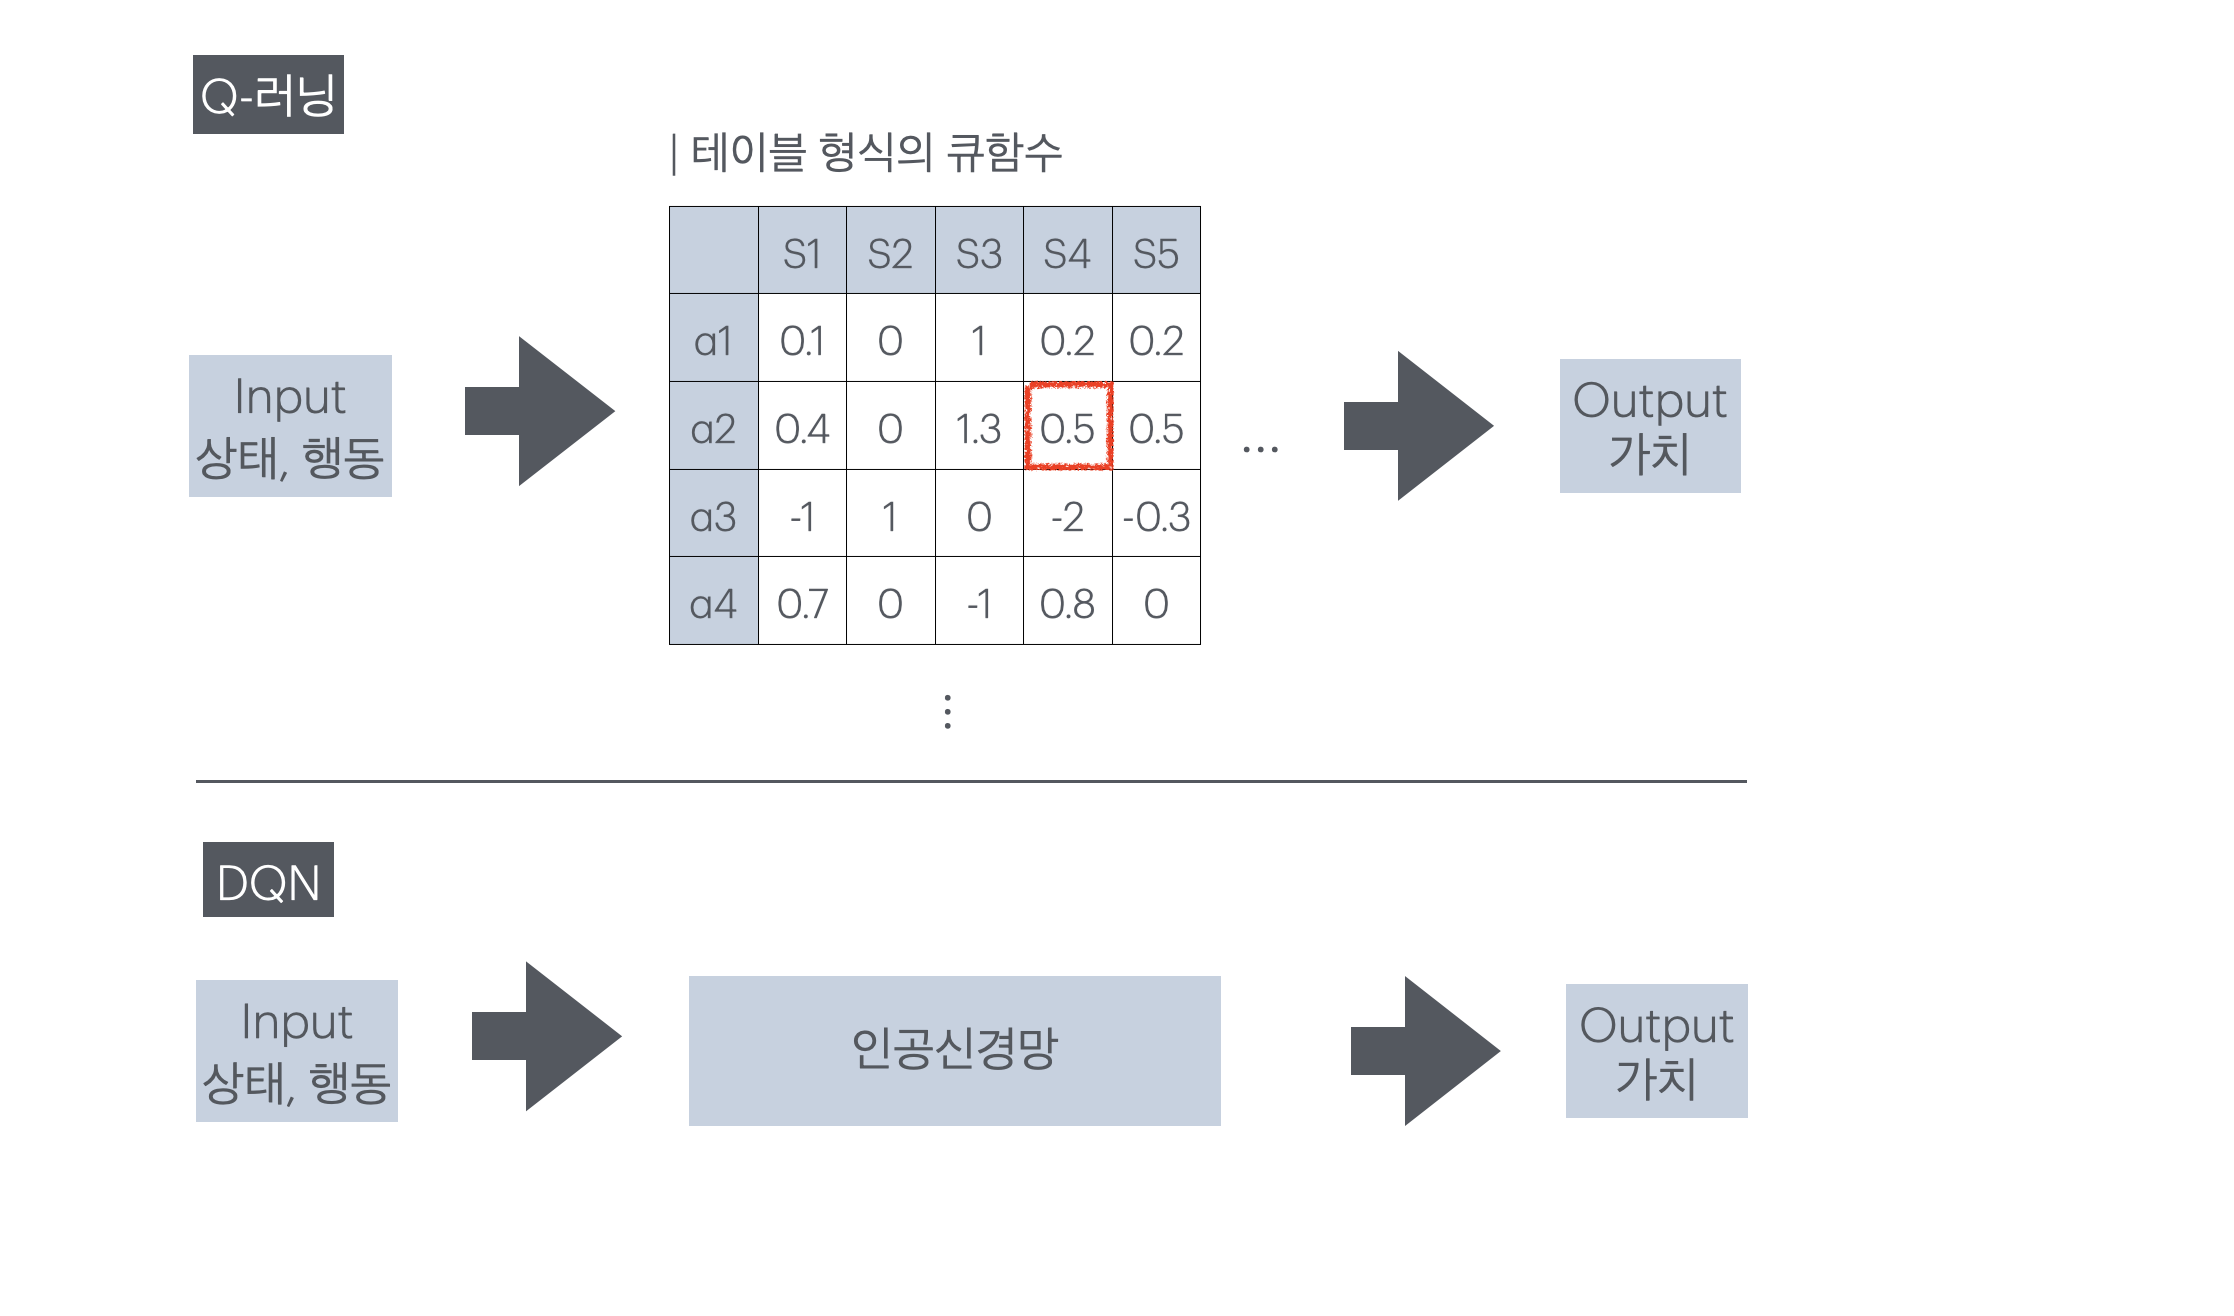 Q-러닝
| 테이블 형식의 큐함수
S1 S2 S3 S4 S5
a1 0.1 0 1 0.2 0.2
a2 0.4 0 1.3 0.5 0.5
a3 -1 1 0 -2 -0.3
a4 0.7 0 -1 0.8 0
Input
상태, 행동
...
Output
가치
⋮
DQN
Input
상태, 행동
인공신경망
Output
가치